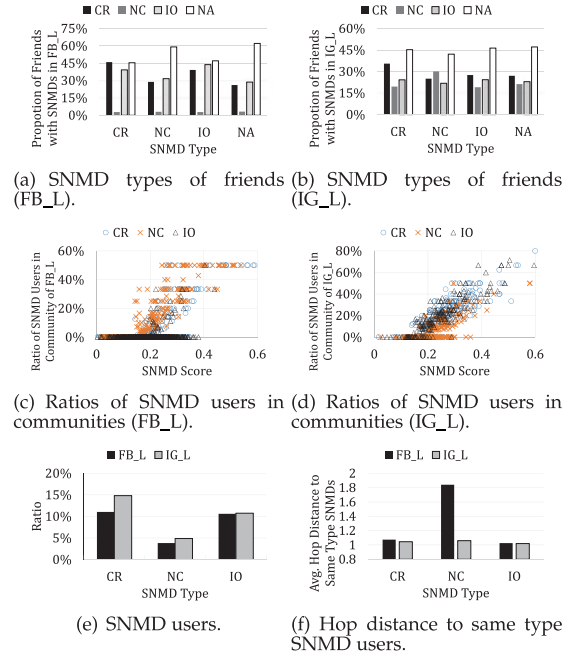 CR NC IO NA
Propotion of Friends
with SNMDs in FB_L
75%
60%
45%
30%
15%
0%
CR NC IO NA
SNMD Type
(a) SNMD types of friends
(FB_L).
CR NC IO NA
Propotion of Friends
with SNMDs in IG_L
60%
45%
30%
15%
0%
CR NC IO NA
SNMD Type
(b) SNMD types of friends
(IG_L).
CR NC IO
Ratio of SNMD Users in
Community of FB_L
60%
40%
20%
0%
0 0.2 0.4 0.6
SNMD Score
(c) Ratios of SNMD users in
communities (FB_L).
Ratio of SNMD Users in
Community of IG_L
80%
60%
40%
20%
0%
0 0.2 0.4 0.6
SNMD Score
(d) Ratios of SNMD users in
communities (IG_L).
FB_L IG_L
Ratio
20%
15%
10%
5%
0%
CR NC IO
SNMD Type
(e) SNMD users.
FB_L IG_L
Avg. Hop Distance to
Same Type SNMDs
2
1.8
1.6
1.4
1.2
1
0.8
CR NC IO
SNMD Type
(f) Hop distance to same type
SNMD users.